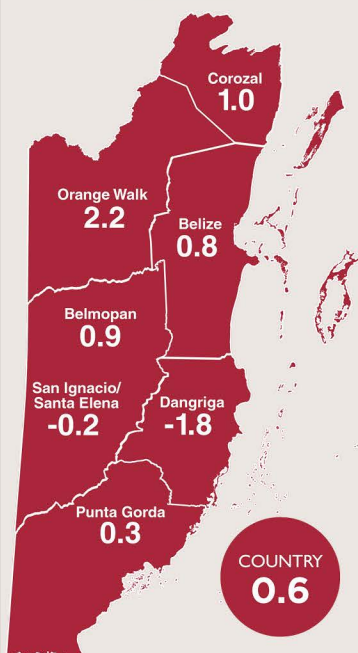 Corozal
1.0
Orange Walk
2.2
Belize
0.8
Belmopan
0.9
San Ignacio/
Santa Elena
-0.2
Dangriga
-1.8
Punta Gorda
0.3
COUNTRY
0.6